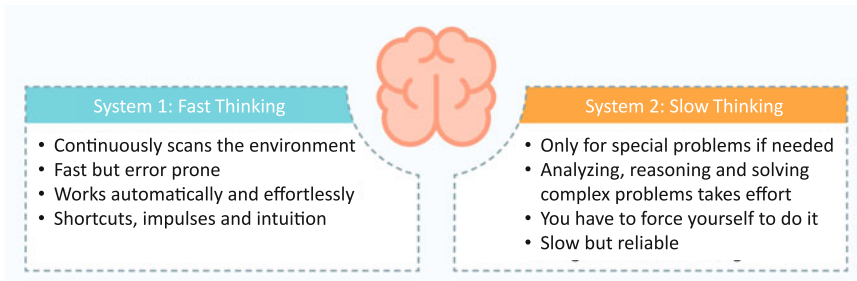 System 1: Fast Thinking
• Continuously scans the environment
• Fast but error prone
• Works automatically and effortlessly
• Shortcuts, impulses and intuition
System 2: Slow Thinking
• Only for special problems if needed
• Analyzing, reasoning and solving
complex problems takes effort
• You have to force yourself to do it
• Slow but reliable